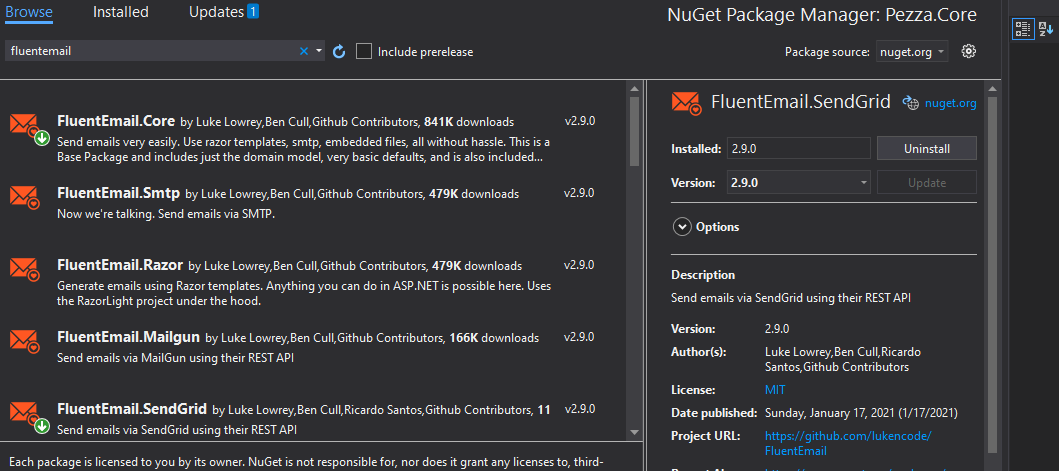 Browse Installed Updates 1 NuGet Package Manager: Pezza.Core
fluentemail Include prerelease Package source: nuget.org
FluentEmail.Core by Luke Lowrey,Ben Cull,Github Contributors, 841K downloads v2.9.0
Send emails very easily. Use razor templates, smtp, embedded files, all without hassle. This is a
Base Package and includes just the domain model, very basic defaults, and is also included...
FluentEmail.Smtp by Luke Lowrey,Ben Cull,Github Contributors, 479K downloads v2.9.0
Now we're talking. Send emails via SMTP.
FluentEmail.Razor by Luke Lowrey,Ben Cull,Github Contributors, 479K downloads v2.9.0
Generate emails using Razor templates. Anything you can do in ASP.NET is possible here. Uses
the RazorLight project under the hood.
FluentEmail.Mailgun by Luke Lowrey,Ben Cull,Github Contributors, 166K downloads v2.9.0
Send emails via MailGun using their REST API
FluentEmail.SendGrid by Luke Lowrey,Ben Cull,Ricardo Santos,Github Contributors, 11 v2.9.0
Send emails via SendGrid using their REST API
Each package is licensed to you by its owner. NuGet is not responsible for, nor does it grant any licenses to, third-
FluentEmail.SendGrid nuget.org
Installed: 2.9.0 Uninstall
Version: 2.9.0 Update
Options
Description
Send emails via SendGrid using their REST API
Version: 2.9.0
Author(s): Luke Lowrey,Ben Cull,Ricardo
Santos,Github Contributors
License: MIT
Date published: Sunday, January 17, 2021 (1/17/2021)
Project URL: https://github.com/lukencode/
FluentEmail